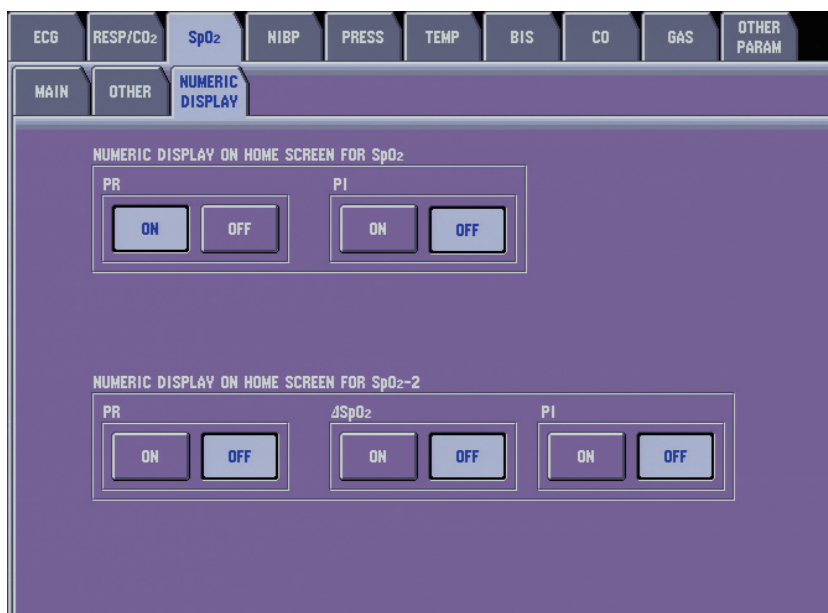 ECG RESP/CO₂ SpO₂ NIBP PRESS TEMP BIS CO GAS OTHER PARAM
MAIN OTHER NUMERIC DISPLAY
NUMERIC DISPLAY ON HOME SCREEN FOR SpO₂
PR PI
ON OFF ON OFF
NUMERIC DISPLAY ON HOME SCREEN FOR SpO₂-2
PR ⊿SpO₂ PI
ON OFF ON OFF ON OFF